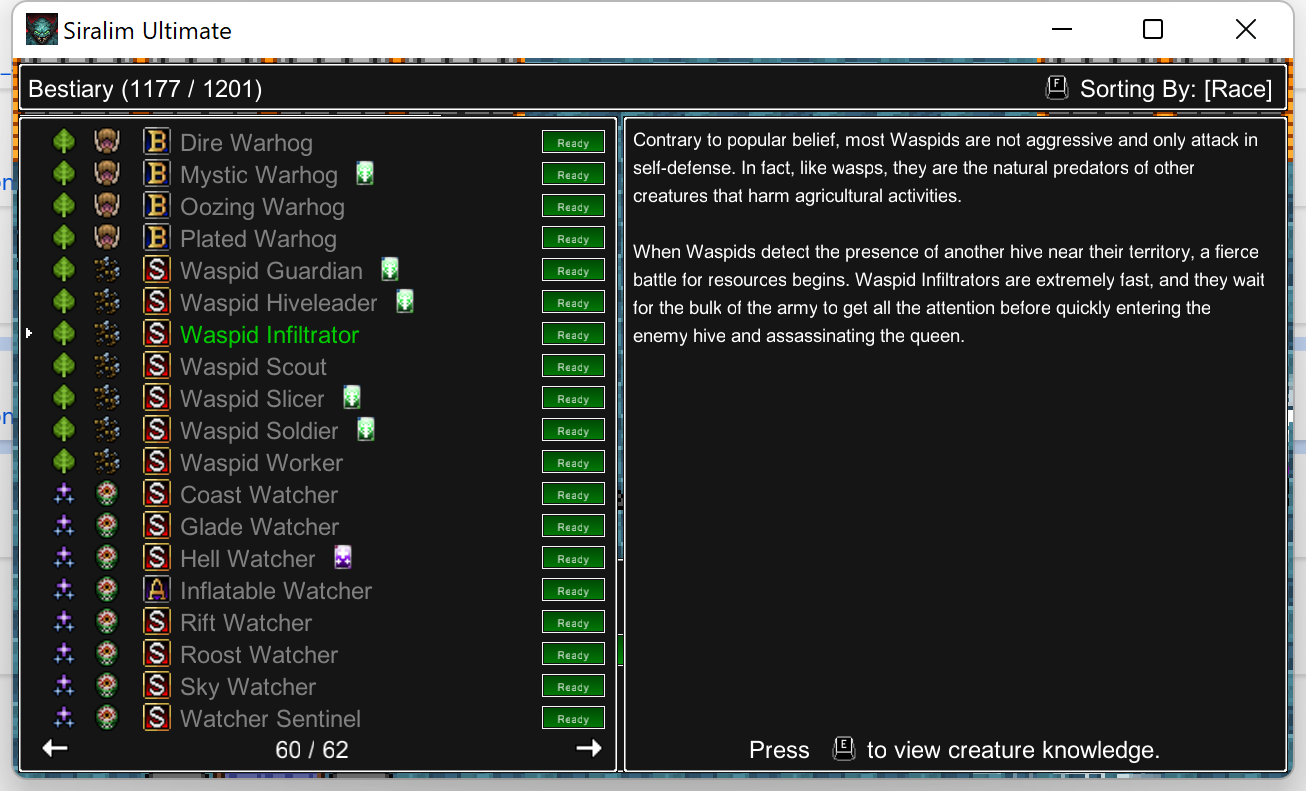 Siralim Ultimate
Bestiary (1177 / 1201)
F Sorting By: [Race]
B Dire Warhog Ready
B Mystic Warhog Ready
B Oozing Warhog Ready
B Plated Warhog Ready
S Waspid Guardian Ready
S Waspid Hiveleader Ready
S Waspid Infiltrator Ready
S Waspid Scout Ready
S Waspid Slicer Ready
S Waspid Soldier Ready
S Waspid Worker Ready
S Coast Watcher Ready
S Glade Watcher Ready
S Hell Watcher Ready
A Inflatable Watcher Ready
S Rift Watcher Ready
S Roost Watcher Ready
S Sky Watcher Ready
S Watcher Sentinel Ready
60 / 62
Contrary to popular belief, most Waspids are not aggressive and only attack in
self-defense. In fact, like wasps, they are the natural predators of other
creatures that harm agricultural activities.
When Waspids detect the presence of another hive near their territory, a fierce
battle for resources begins. Waspid Infiltrators are extremely fast, and they wait
for the bulk of the army to get all the attention before quickly entering the
enemy hive and assassinating the queen.
Press E to view creature knowledge.